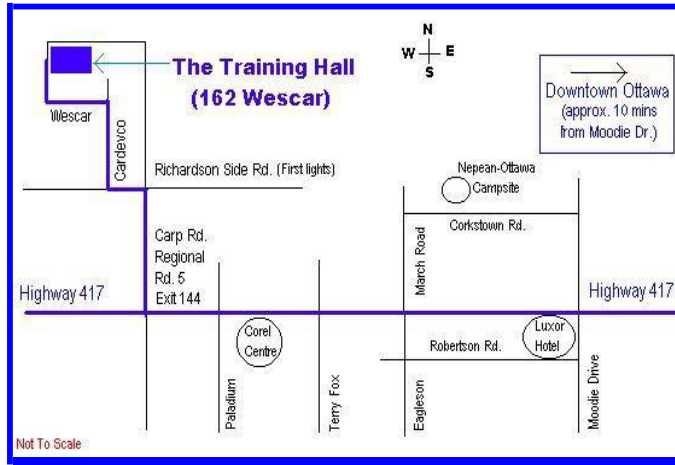 N
W E
S
The Training Hall
(162 Wescar)
Downtown Ottawa
(approx. 10 mins
from Moodie Dr.)
Wescar
Cardevco
Richardson Side Rd. (First lights)
Nepean-Ottawa
Campsite
Corkstown Rd.
March Road
Carp Rd.
Regional
Rd. 5
Exit 144
Highway 417
Highway 417
Corel
Centre
Luxor
Hotel
Robertson Rd.
Paladium
Terry Fox
Eagleson
Moodie Drive
Not To Scale